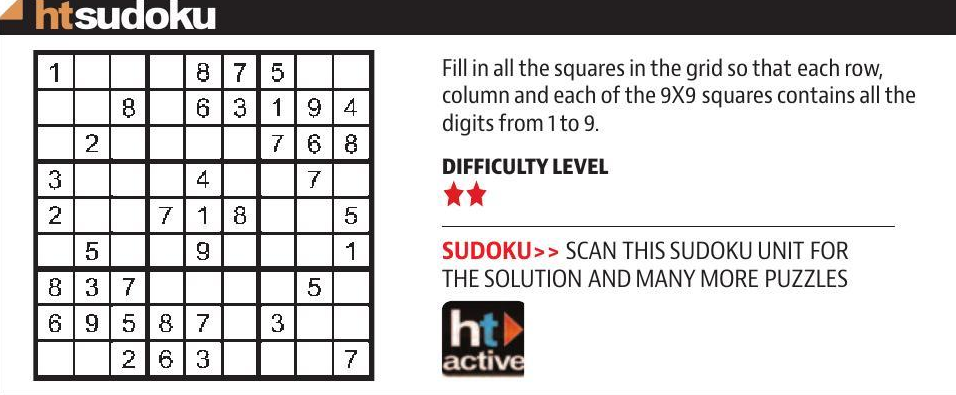 htsudoku
1 8 7 5
8 6 3 1 9 4
2 7 6 8
3 4 7
2 7 1 8 5
5 9 1
8 3 7 5
6 9 5 8 7 3
2 6 3 7
Fill in all the squares in the grid so that each row,
column and each of the 9X9 squares contains all the
digits from 1 to 9.
DIFFICULTY LEVEL
SUDOKU>> SCAN THIS SUDOKU UNIT FOR
THE SOLUTION AND MANY MORE PUZZLES
ht
active